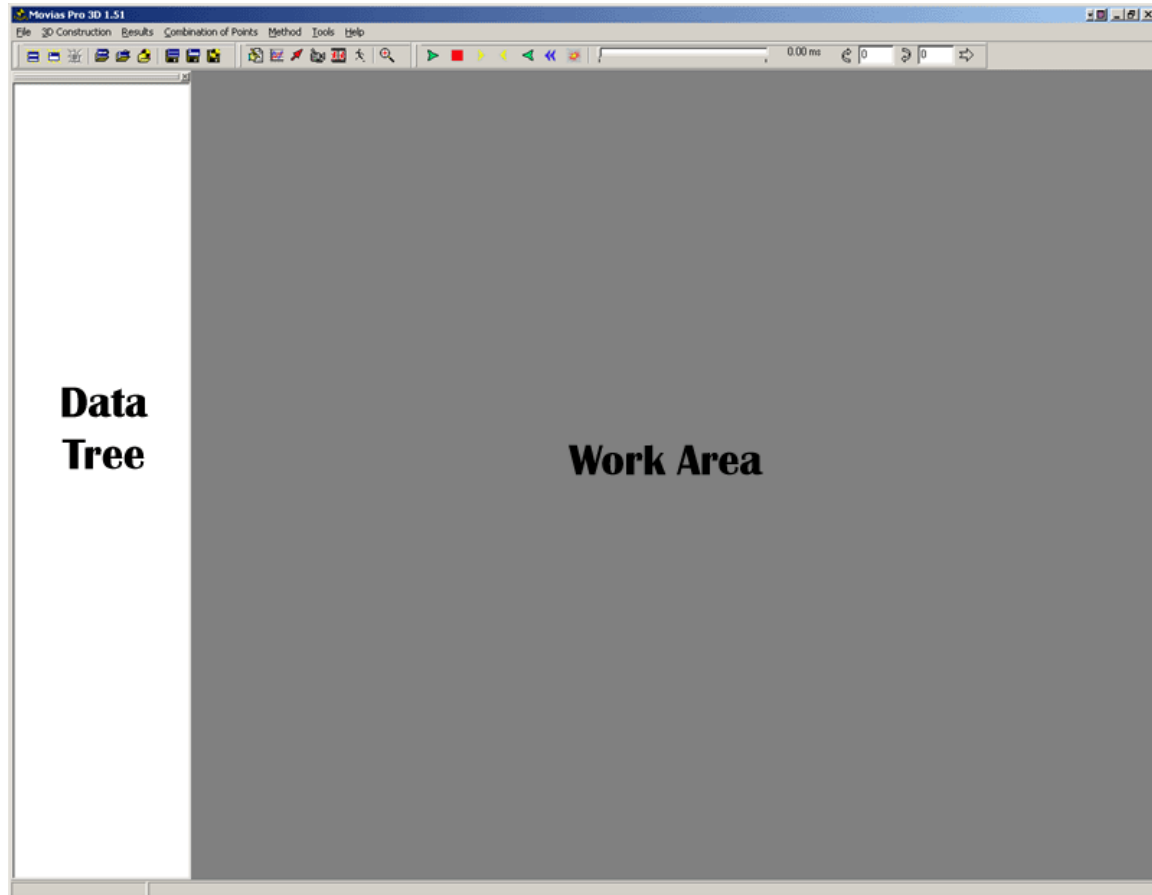 Movias Pro 3D 1.51
File 3D Construction Results Combination of Points Method Tools Help
0.00 ms 0 0
Data
Tree
Work Area